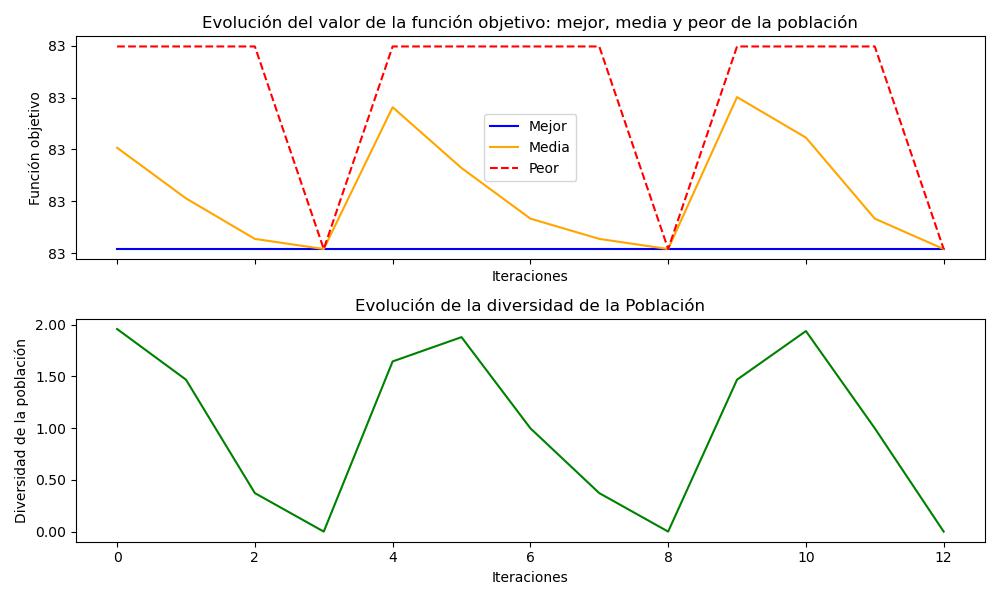 Evolución del valor de la función objetivo: mejor, media y peor de la población
Función objetivo
83
83
83
83
83
Mejor
Media
Peor
Iteraciones
Evolución de la diversidad de la Población
Diversidad de la población
2.00
1.50
1.00
0.50
0.00
0 2 4 6 8 10 12
Iteraciones